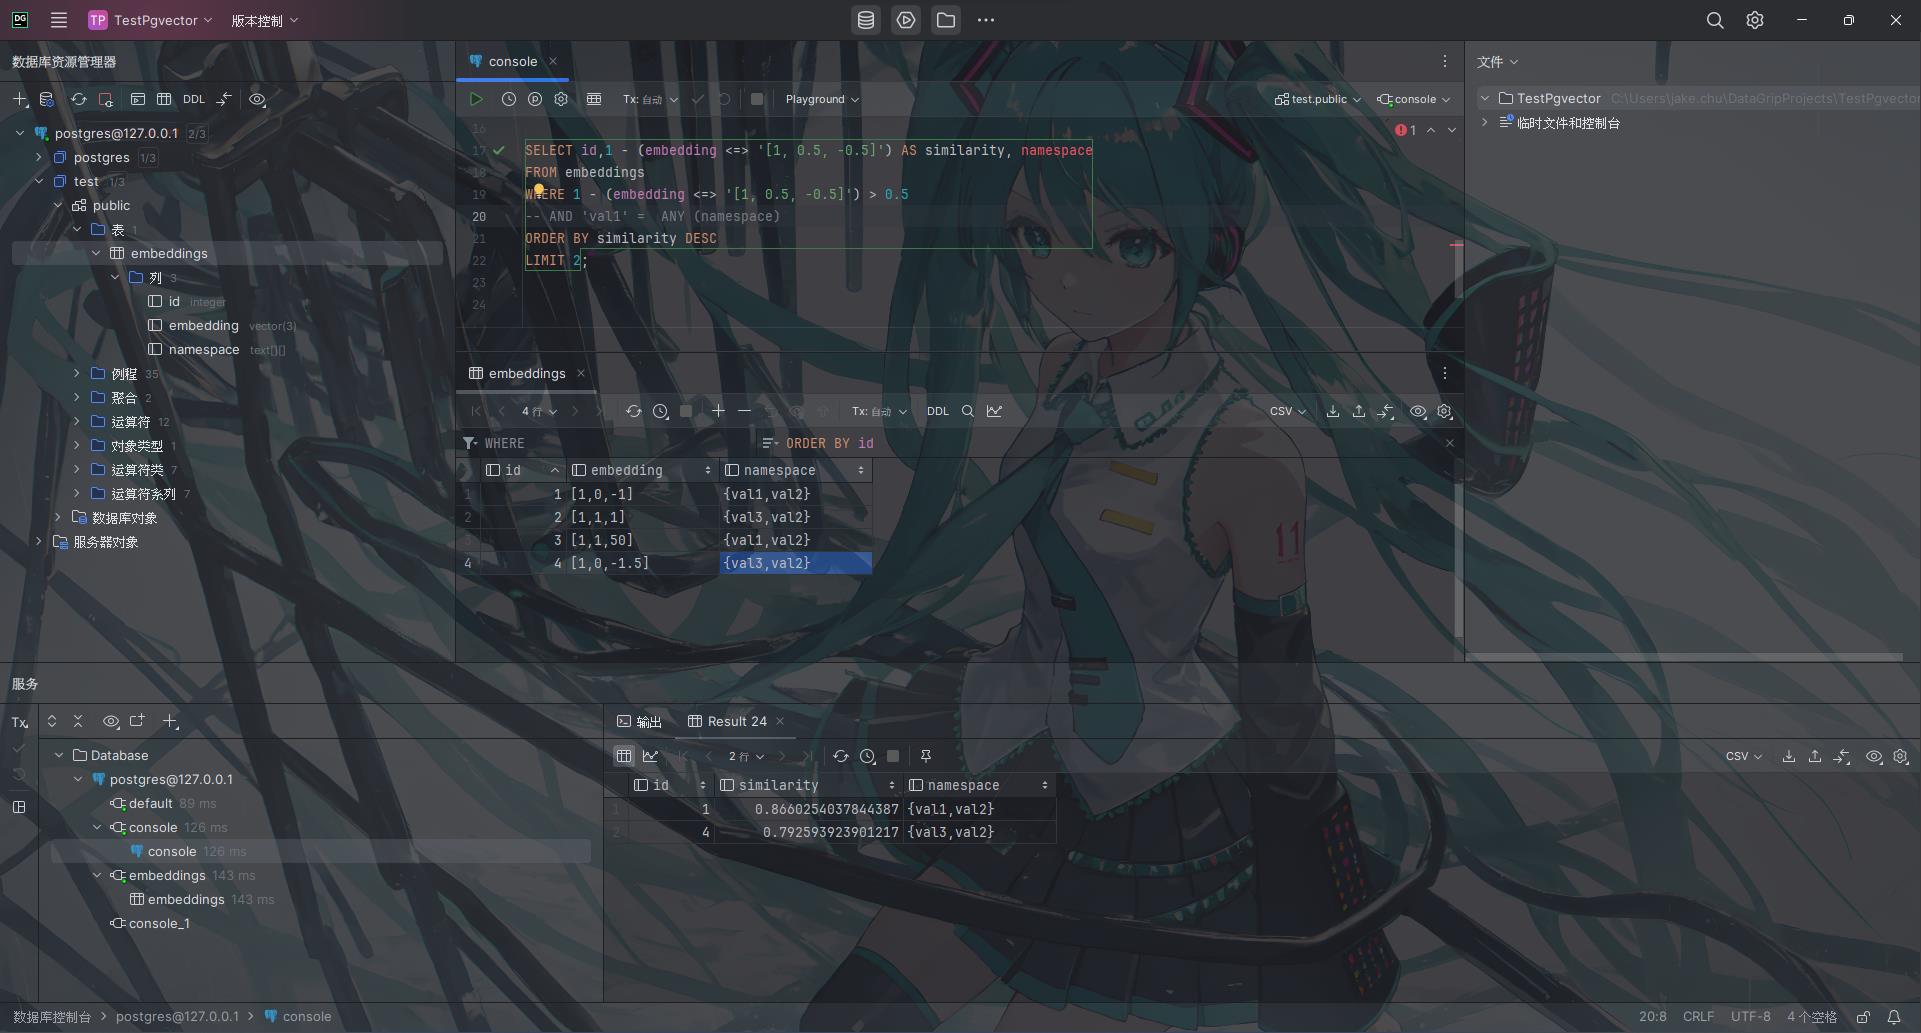 DG
TP TestPgvector
版本控制
数据库资源管理器
DDL
postgres@127.0.0.1 2/3
postgres 1/3
test 1/3
public
表 1
embeddings
列 3
id integer
embedding vector(3)
namespace text[][]
例程 35
聚合 2
运算符 12
对象类型 1
运算符类 7
运算符系列 7
数据库对象
服务器对象
console
Tx: 自动
Playground
test.public
console
1
16
17 SELECT id,1 - (embedding <=> '[1, 0.5, -0.5]') AS similarity, namespace
18 FROM embeddings
19 WHERE 1 - (embedding <=> '[1, 0.5, -0.5]') > 0.5
20 -- AND 'val1' =  ANY (namespace)
21 ORDER BY similarity DESC
22 LIMIT 2;
23
24
embeddings
4 行
Tx: 自动
DDL
CSV
WHERE
ORDER BY id
id embedding namespace
1 1 [1,0,-1] {val1,val2}
2 2 [1,1,1] {val3,val2}
3 3 [1,1,50] {val1,val2}
4 4 [1,0,-1.5] {val3,val2}
文件
TestPgvector C:\Users\jake.chu\DataGripProjects\TestPgvector
临时文件和控制台
11
服务
Tx
Database
postgres@127.0.0.1
default 89 ms
console 126 ms
console 126 ms
embeddings 143 ms
embeddings 143 ms
console_1
输出
Result 24
2 行
CSV
id similarity namespace
1 1 0.8660254037844387 {val1,val2}
2 4 0.792593923901217 {val3,val2}
数据库控制台 > postgres@127.0.0.1 > console
20:8 CRLF UTF-8 4 个空格